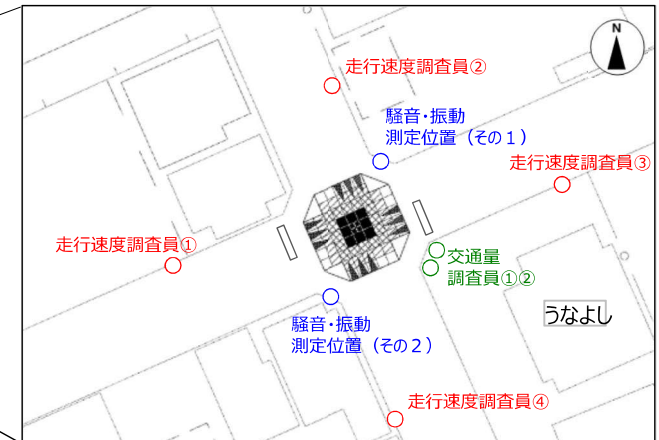 N
走行速度調査員②
騒音・振動
測定位置（その１）
走行速度調査員③
走行速度調査員①
交通量
調査員①②
うなよし
騒音・振動
測定位置（その２）
走行速度調査員④